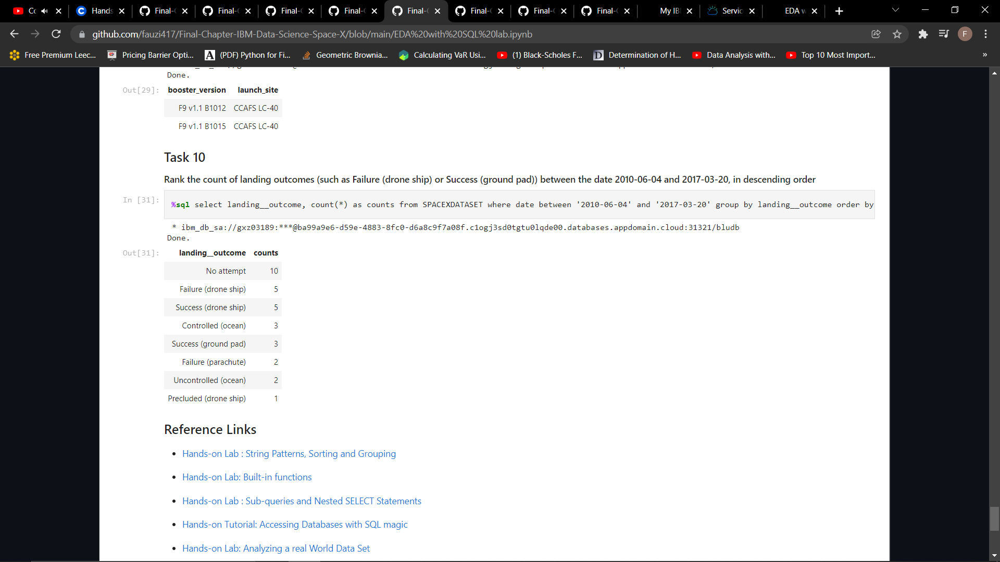 Cc
Hands
Final-C
Final-C
Final-C
Final-C
Final-C
Final-C
Final-C
Final-C
My IB
Servic
EDA w
github.com/fauzi417/Final-Chapter-IBM-Data-Science-Space-X/blob/main/EDA%20with%20SQL%20lab.ipynb
F
Free Premium Leec...
Pricing Barrier Opti...
(PDF) Python for Fi...
Geometric Brownia...
Calculating VaR Usi...
(1) Black-Scholes F...
Determination of H...
Data Analysis with...
Top 10 Most Import...
»
Done.
Out[29]: booster_version launch_site
F9 v1.1 B1012 CCAFS LC-40
F9 v1.1 B1015 CCAFS LC-40
Task 10
Rank the count of landing outcomes (such as Failure (drone ship) or Success (ground pad)) between the date 2010-06-04 and 2017-03-20, in descending order
In [31]: %sql select landing__outcome, count(*) as counts from SPACEXDATASET where date between '2010-06-04' and '2017-03-20' group by landing__outcome order by
* ibm_db_sa://gxz03189:***@ba99a9e6-d59e-4883-8fc0-d6a8c9f7a08f.c1ogj3sd0tgtu0lqde00.databases.appdomain.cloud:31321/bludb
Done.
Out[31]: landing__outcome counts
No attempt 10
Failure (drone ship) 5
Success (drone ship) 5
Controlled (ocean) 3
Success (ground pad) 3
Failure (parachute) 2
Uncontrolled (ocean) 2
Precluded (drone ship) 1
Reference Links
• Hands-on Lab : String Patterns, Sorting and Grouping
• Hands-on Lab: Built-in functions
• Hands-on Lab : Sub-queries and Nested SELECT Statements
• Hands-on Tutorial: Accessing Databases with SQL magic
• Hands-on Lab: Analyzing a real World Data Set